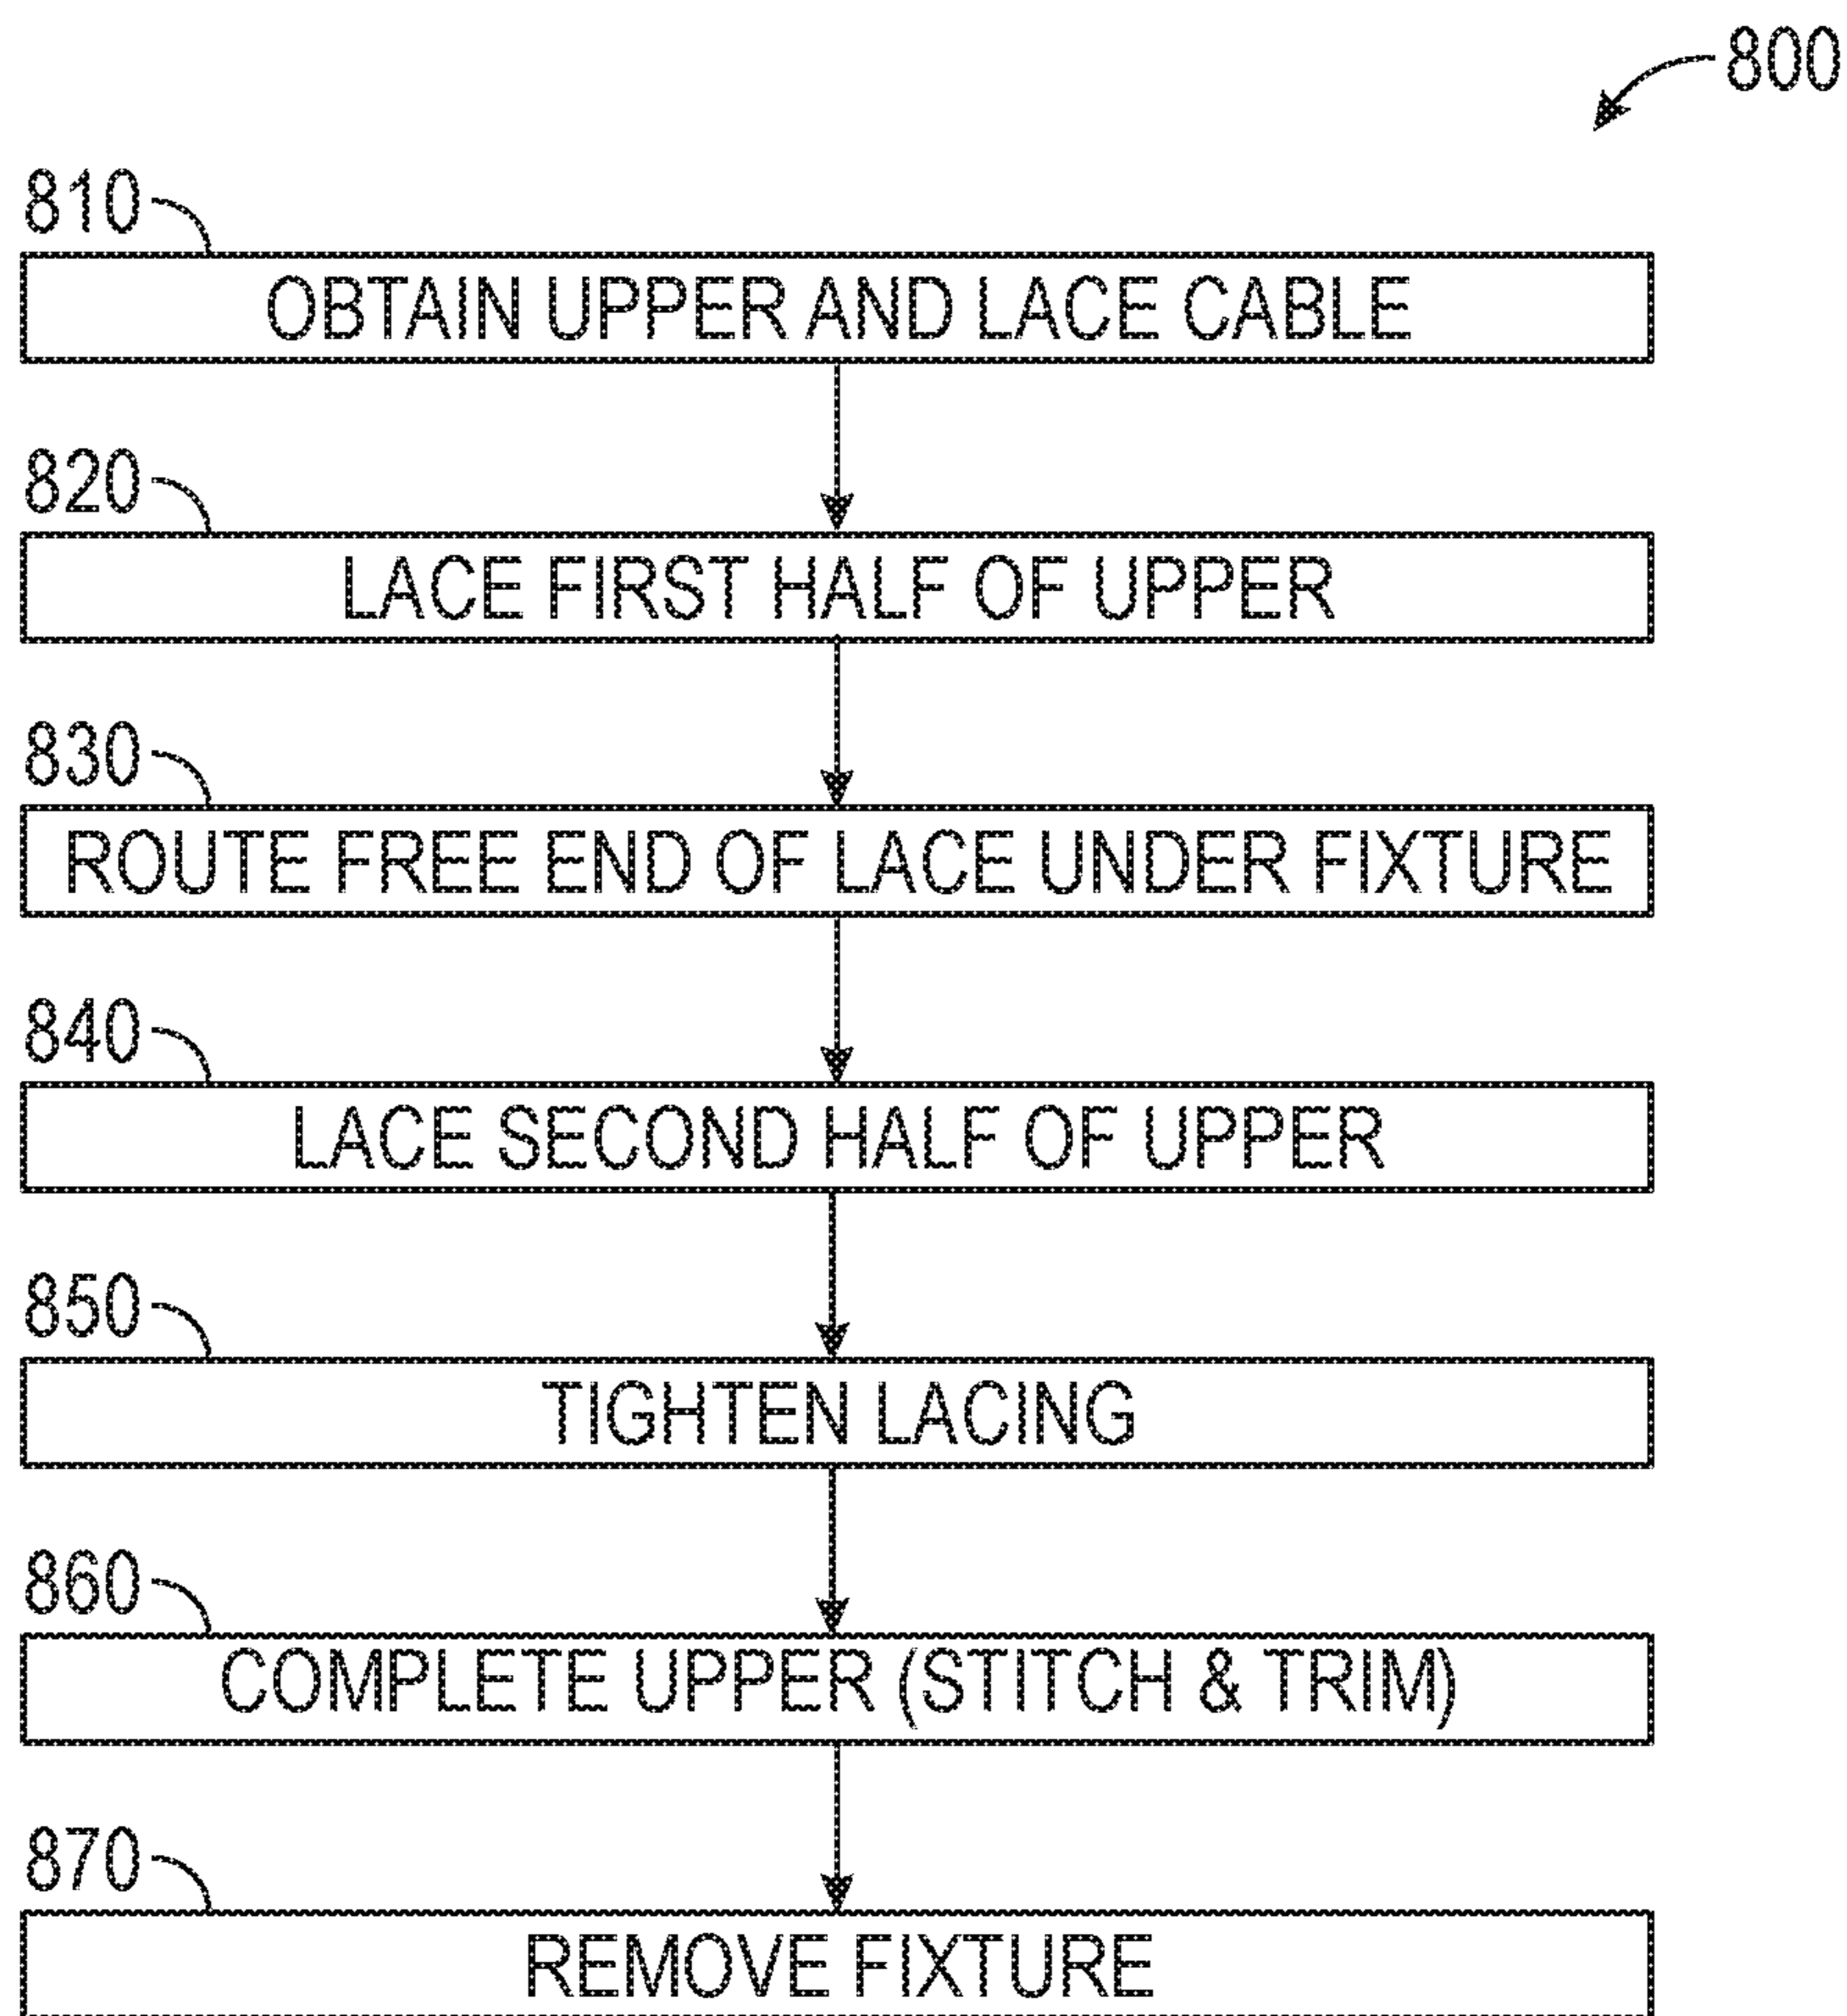 800
810
OBTAIN UPPER AND LACE CABLE
820
LACE FIRST HALF OF UPPER
830
ROUTE FREE END OF LACE UNDER FIXTURE
840
LACE SECOND HALF OF UPPER
850
TIGHTEN LACING
860
COMPLETE UPPER (STITCH & TRIM)
870
REMOVE FIXTURE